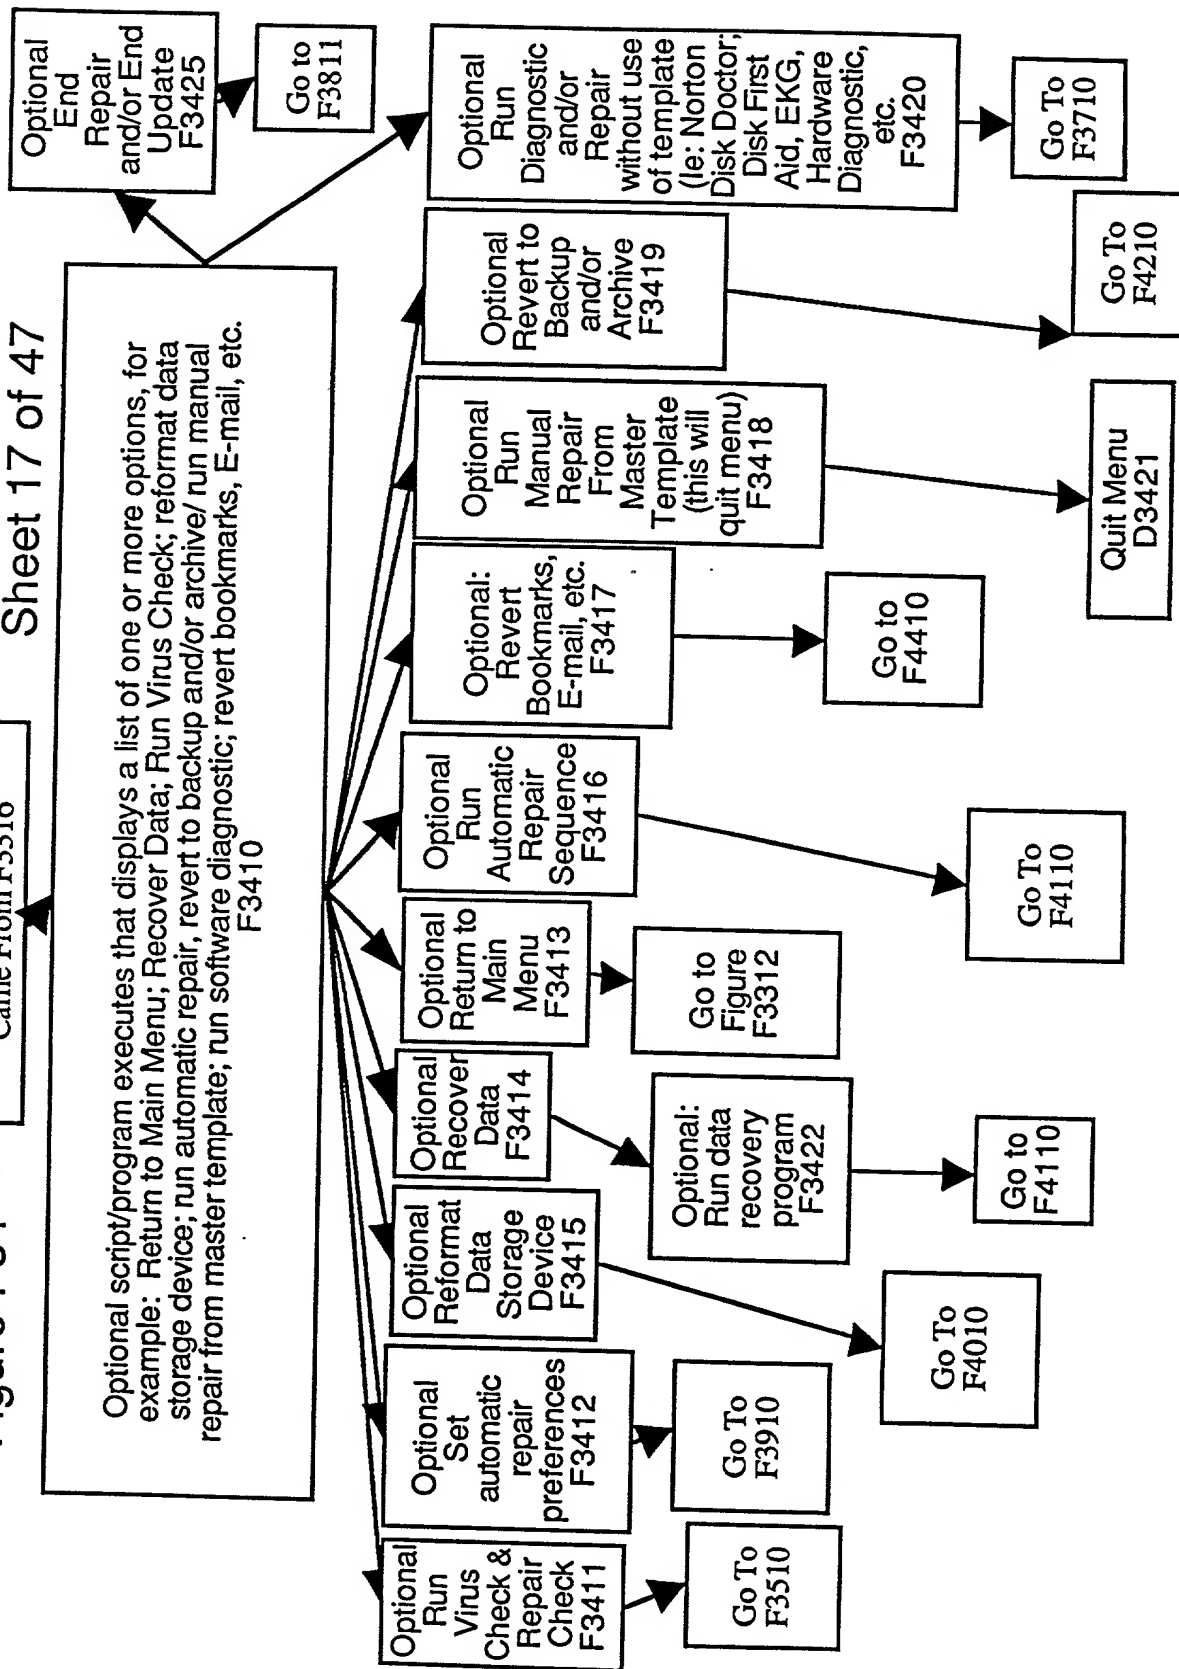 Sheet 17 of 47
Optional script/program executes that displays a list of one or more options, for
example: Return to Main Menu; Recover Data; Run Virus Check; reformat data
storage device; run automatic repair, revert to backup and/or archive/ run manual
repair from master template; run software diagnostic; revert bookmarks, E-mail, etc.
F3410
Optional
End
Repair
and/or End
Update
F3425
Go to
F3811
Optional
Run
Virus
Check &
Repair
Check
F3411
Go To
F3510
Optional
Set
automatic
repair
preferences
F3412
Go To
F3910
Optional
Reformat
Data
Storage
Device
F3415
Go To
F4010
Optional
Recover
Data
F3414
Optional:
Run data
recovery
program
F3422
Go to
F4110
Optional
Return to
Main
Menu
F3413
Go to
Figure
F3312
Optional
Run
Automatic
Repair
Sequence
F3416
Go To
F4110
Optional:
Revert
Bookmarks,
E-mail, etc.
F3417
Go to
F4410
Optional
Run
Manual
Repair
From
Master
Template
(this will
quit menu)
F3418
Quit Menu
D3421
Optional
Revert to
Backup
and/or
Archive
F3419
Go To
F4210
Optional
Run
Diagnostic
and/or
Repair
without use
of template
(Ie: Norton
Disk Doctor;
Disk First
Aid, EKG,
Hardware
Diagnostic,
etc.
F3420
Go To
F3710